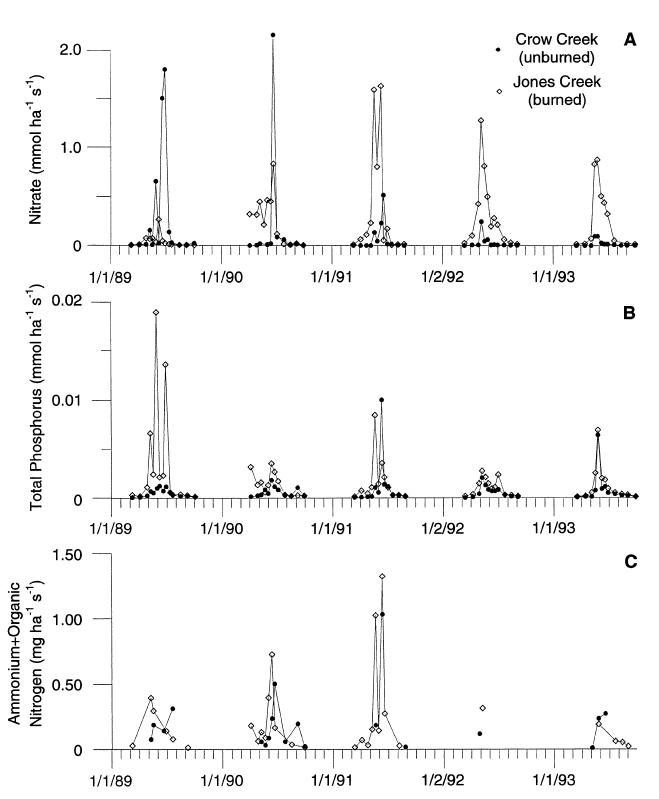 A
Crow Creek
(unburned)
Jones Creek
(burned)
Nitrate (mmol ha⁻¹ s⁻¹)
2.0
1.0
0
1/1/89 1/1/90 1/1/91 1/2/92 1/1/93
B
Total Phosphorus (mmol ha⁻¹ s⁻¹)
0.02
0.01
0
1/1/89 1/1/90 1/1/91 1/2/92 1/1/93
C
Ammonium+Organic
Nitrogen (mg ha⁻¹ s⁻¹)
1.50
1.00
0.50
0
1/1/89 1/1/90 1/1/91 1/2/92 1/1/93